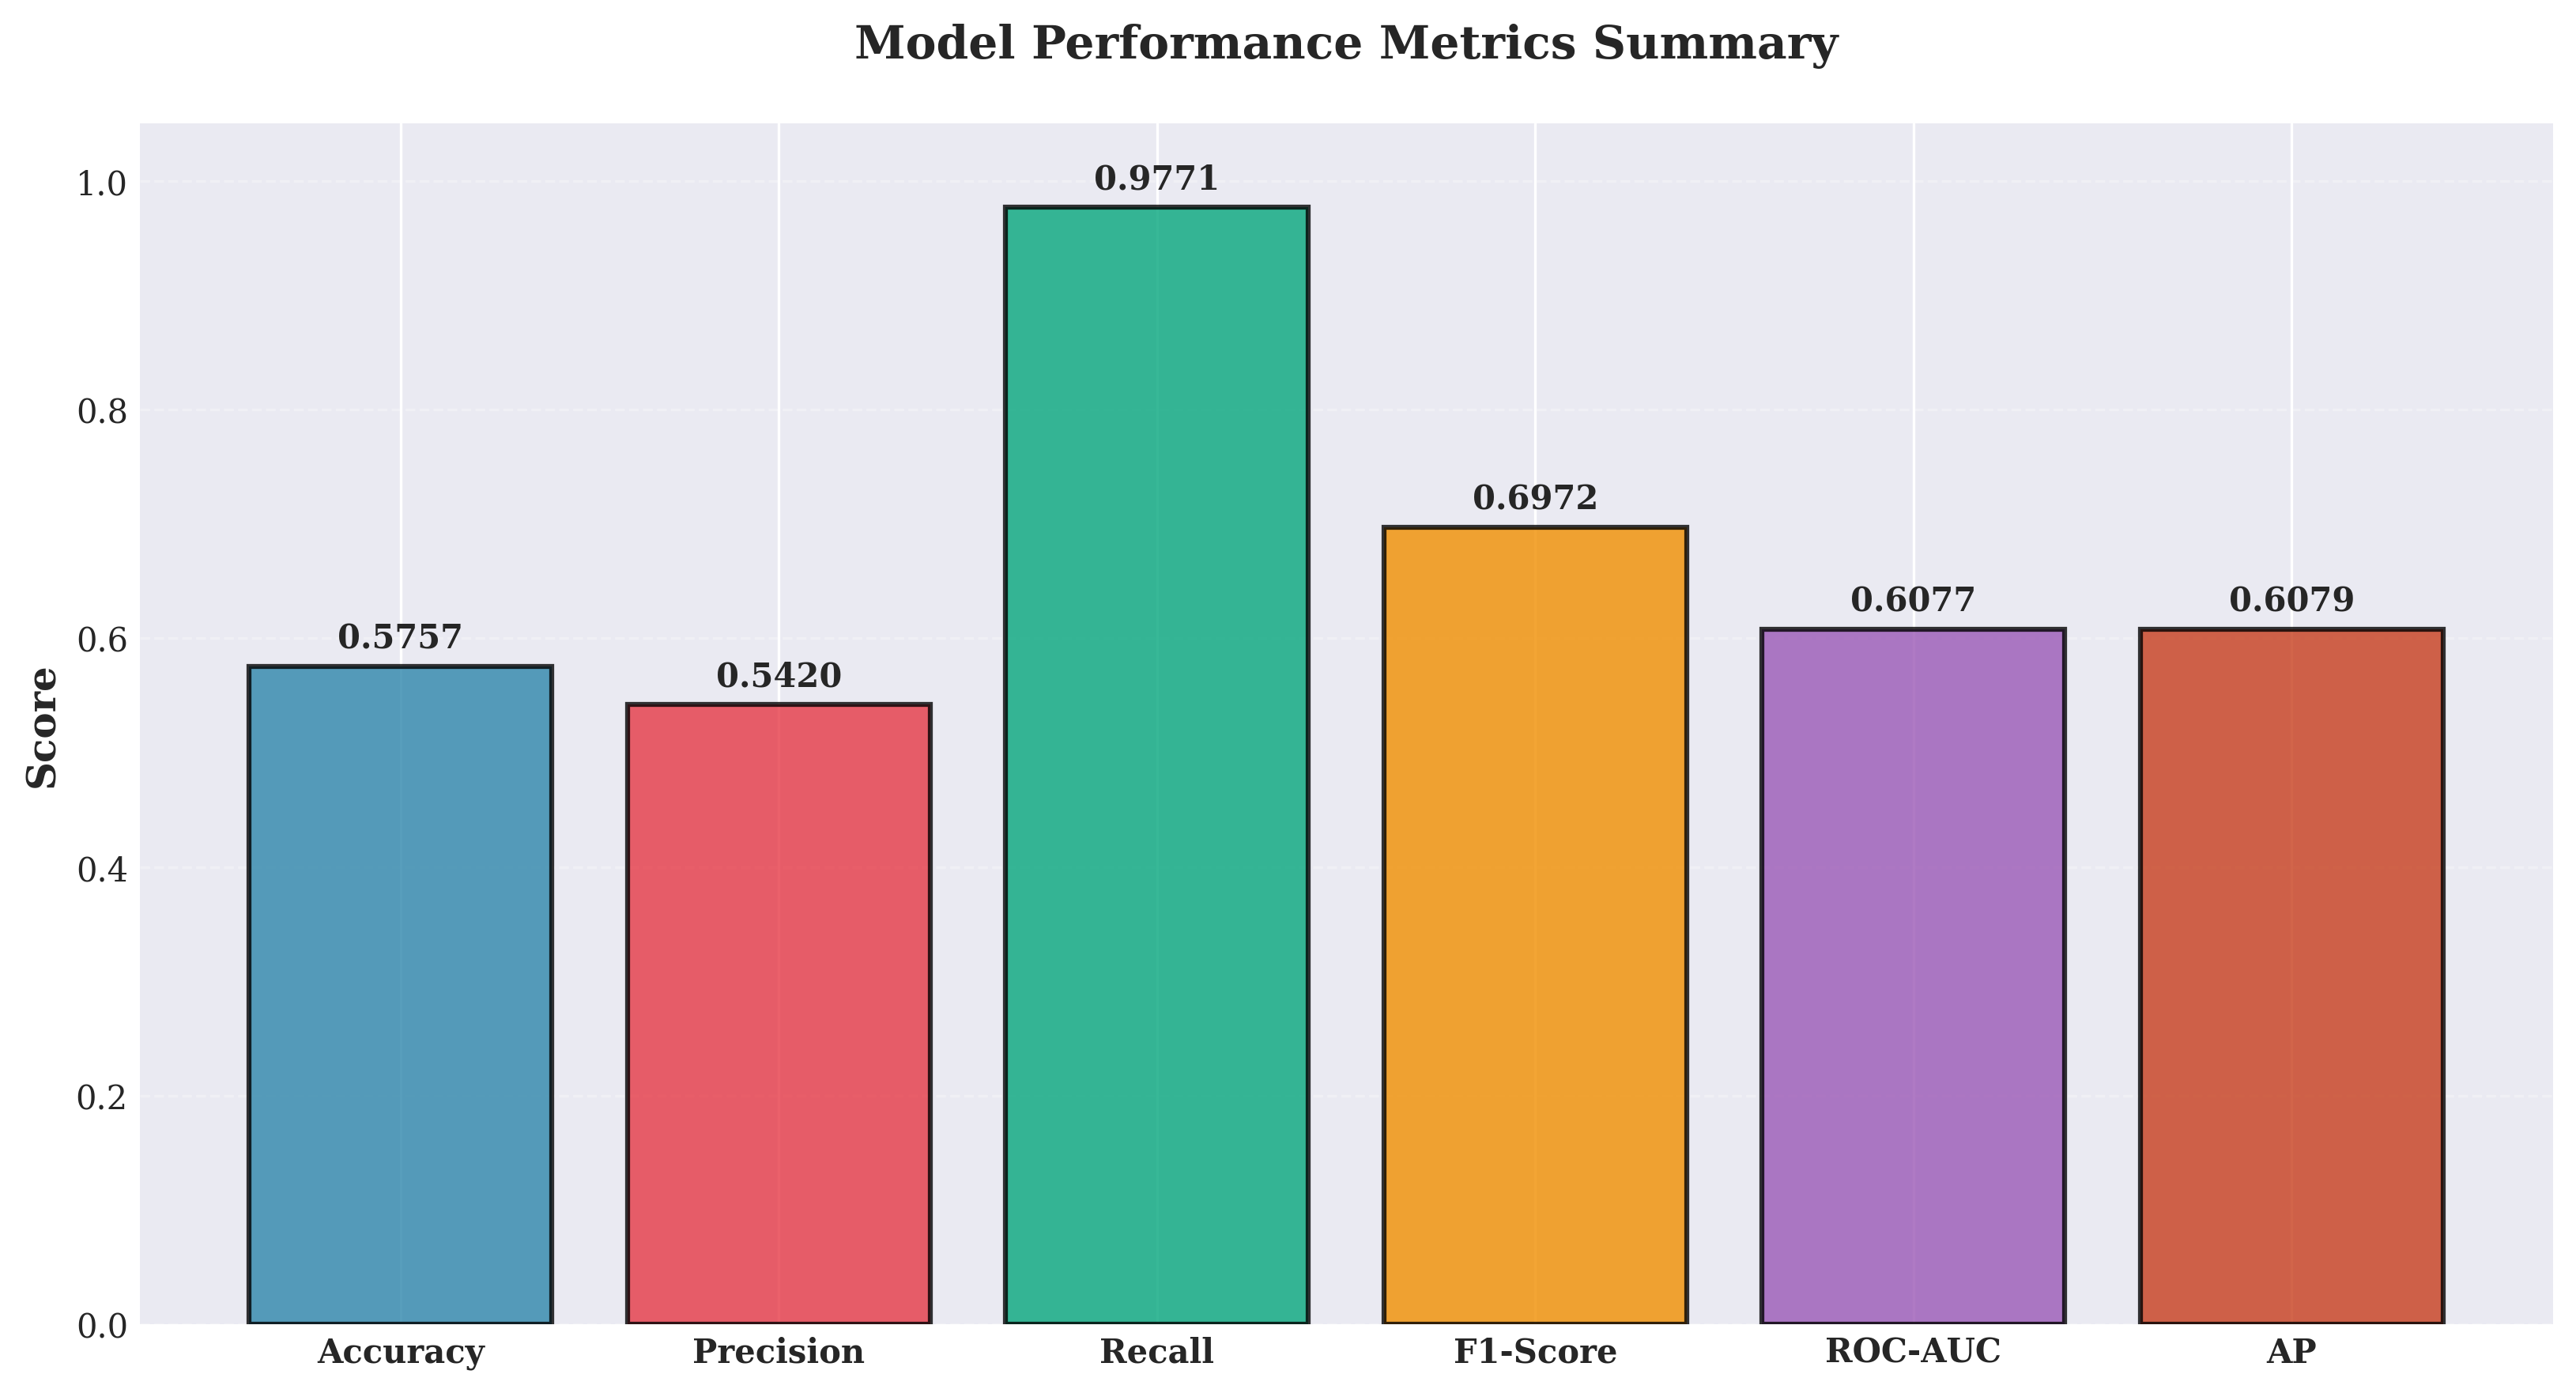 Model Performance Metrics Summary
Score
1.0
0.8
0.6
0.4
0.2
0.0
0.5757
0.5420
0.9771
0.6972
0.6077
0.6079
Accuracy
Precision
Recall
F1-Score
ROC-AUC
AP